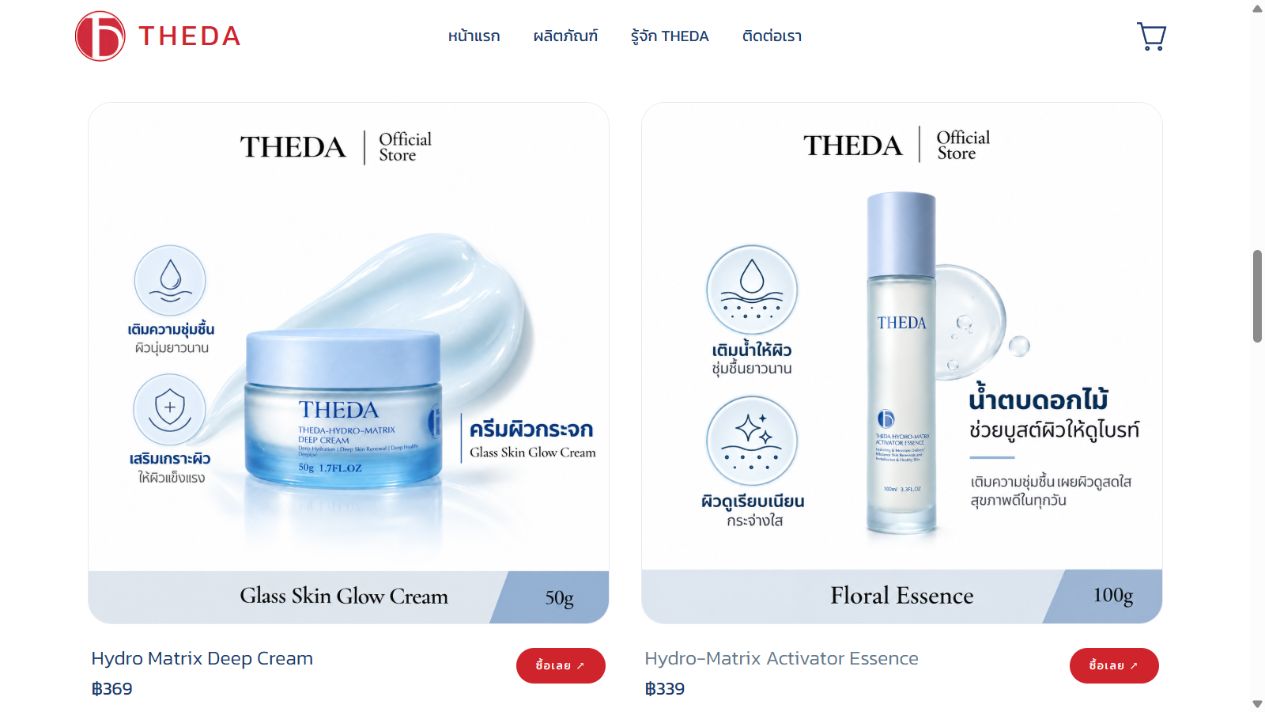 THEDA
หน้าแรก
ผลิตภัณฑ์
รู้จัก THEDA
ติดต่อเรา
THEDA
Official
Store
เติมความชุ่มชื้น
ผิวนุ่มยาวนาน
เสริมเกราะผิว
ให้ผิวแข็งแรง
THEDA
THEDA-HYDRO-MATRIX
DEEP CREAM
50g 1.7FL.OZ
ครีมผิวกระจก
Glass Skin Glow Cream
Glass Skin Glow Cream
50g
Hydro Matrix Deep Cream
฿369
ซื้อเลย ↗
THEDA
Official
Store
เติมน้ำให้ผิว
ชุ่มชื้นยาวนาน
ผิวดูเรียบเนียน
กระจ่างใส
THEDA
THEDA HYDRO-MATRIX
ACTIVATOR ESSENCE
100ml 3.3FL.OZ
น้ำตบดอกไม้
ช่วยบูสต์ผิวให้ดูไบรท์
เติมความชุ่มชื้น เผยผิวดูสดใส
สุขภาพดีในทุกวัน
Floral Essence
100g
Hydro-Matrix Activator Essence
฿339
ซื้อเลย ↗